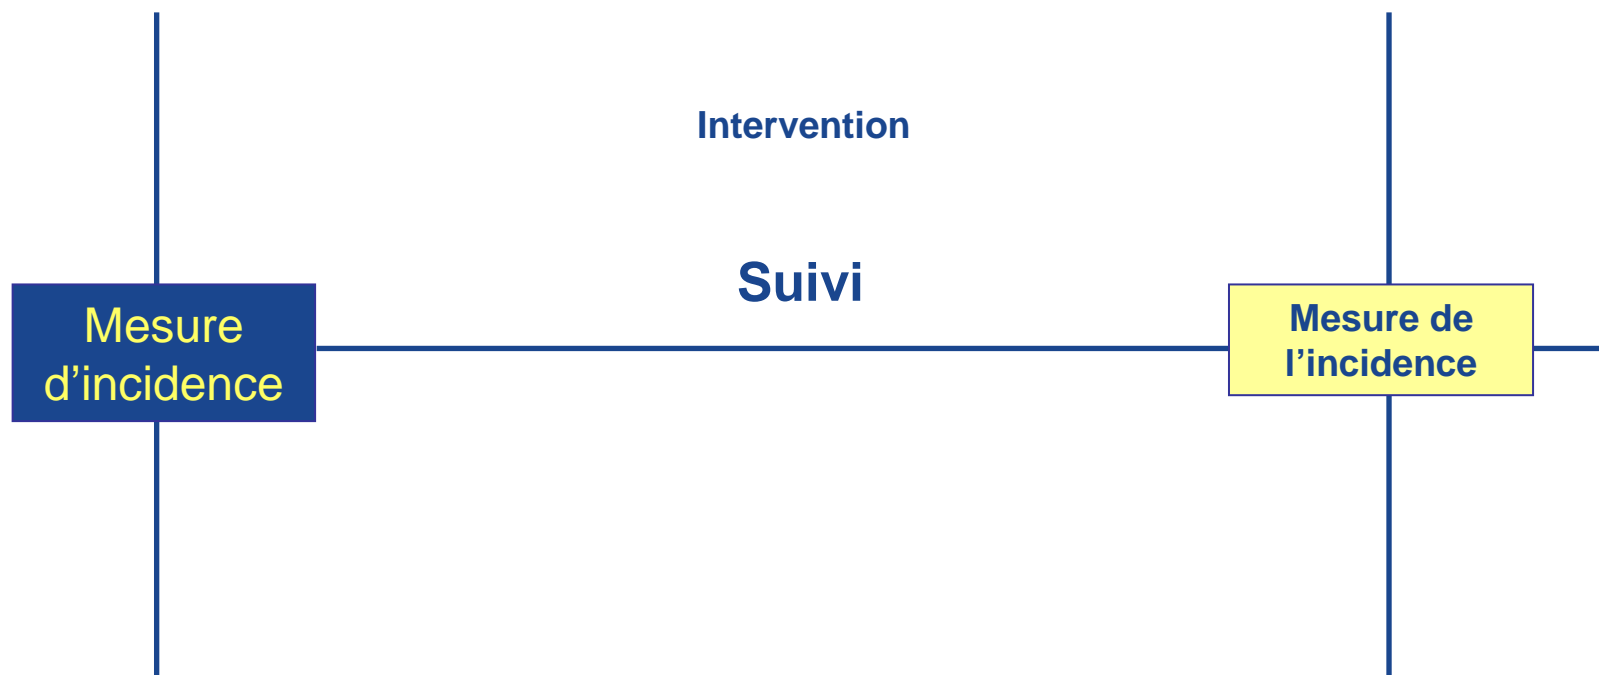 Intervention
Suivi
Mesure
d’incidence
Mesure de
l’incidence